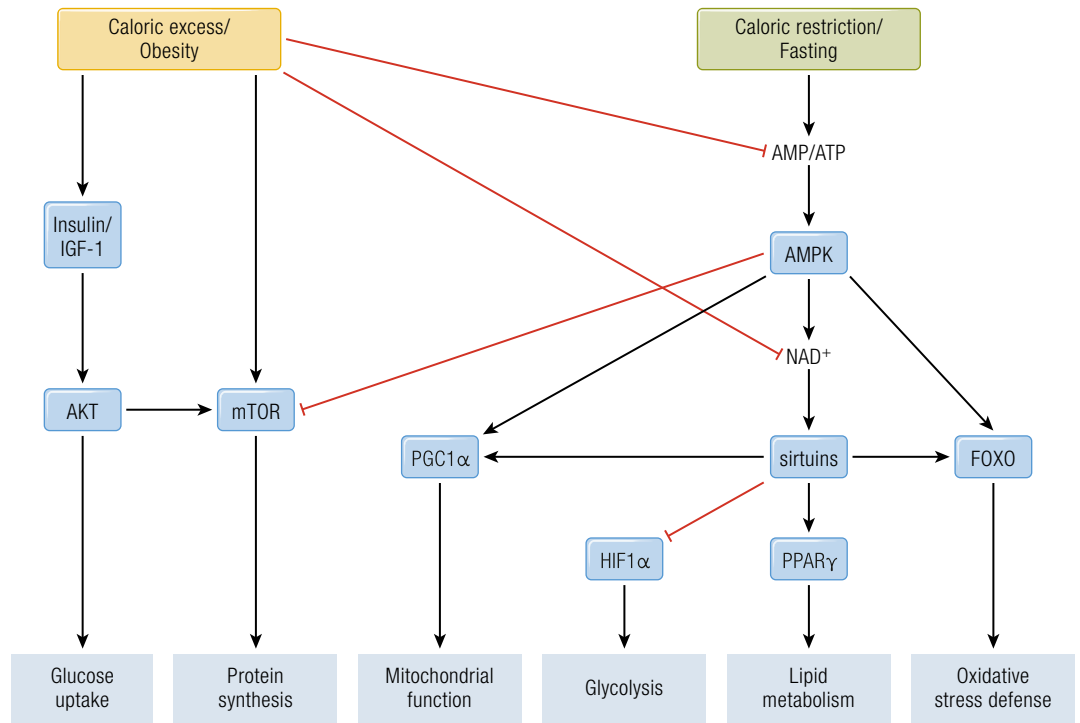 Caloric excess/
Obesity
Caloric restriction/
Fasting
AMP/ATP
Insulin/
IGF-1
AMPK
NAD⁺
AKT
mTOR
PGC1α
sirtuins
FOXO
HIF1α
PPARγ
Glucose
uptake
Protein
synthesis
Mitochondrial
function
Glycolysis
Lipid
metabolism
Oxidative
stress defense